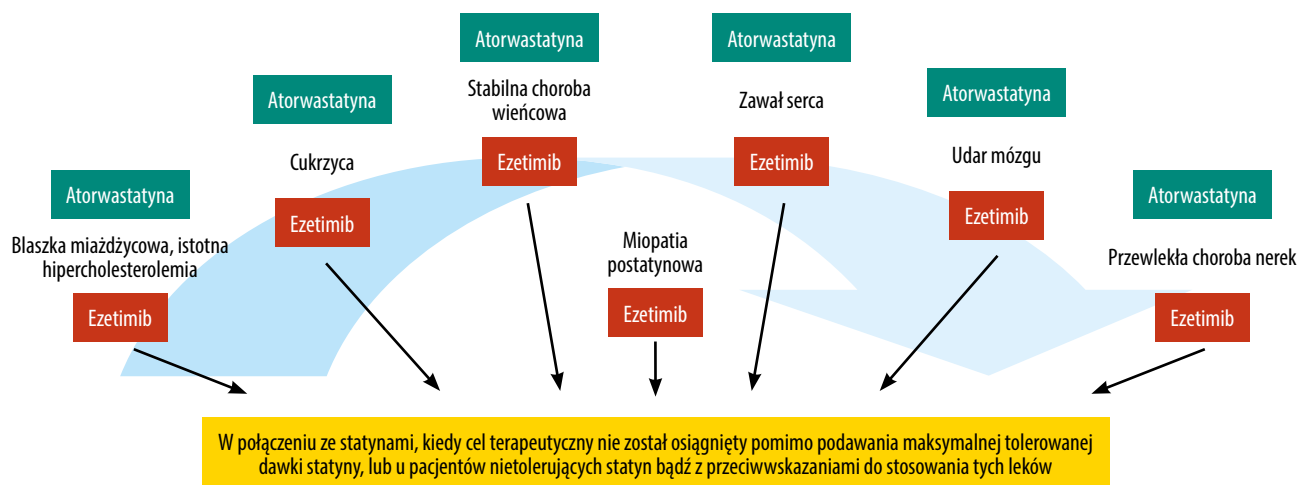 Atorwastatyna
Blaszka miażdżycowa, istotna
hipercholesterolemia
Ezetimib
Atorwastatyna
Cukrzyca
Ezetimib
Atorwastatyna
Stabilna choroba
wieńcowa
Ezetimib
Miopatia
postatynowa
Ezetimib
Atorwastatyna
Zawał serca
Ezetimib
Atorwastatyna
Udar mózgu
Ezetimib
Atorwastatyna
Przewlekła choroba nerek
Ezetimib
W połączeniu ze statynami, kiedy cel terapeutyczny nie został osiągnięty pomimo podawania maksymalnej tolerowanej
dawki statyny, lub u pacjentów nietolerujących statyn bądź z przeciwwskazaniami do stosowania tych leków